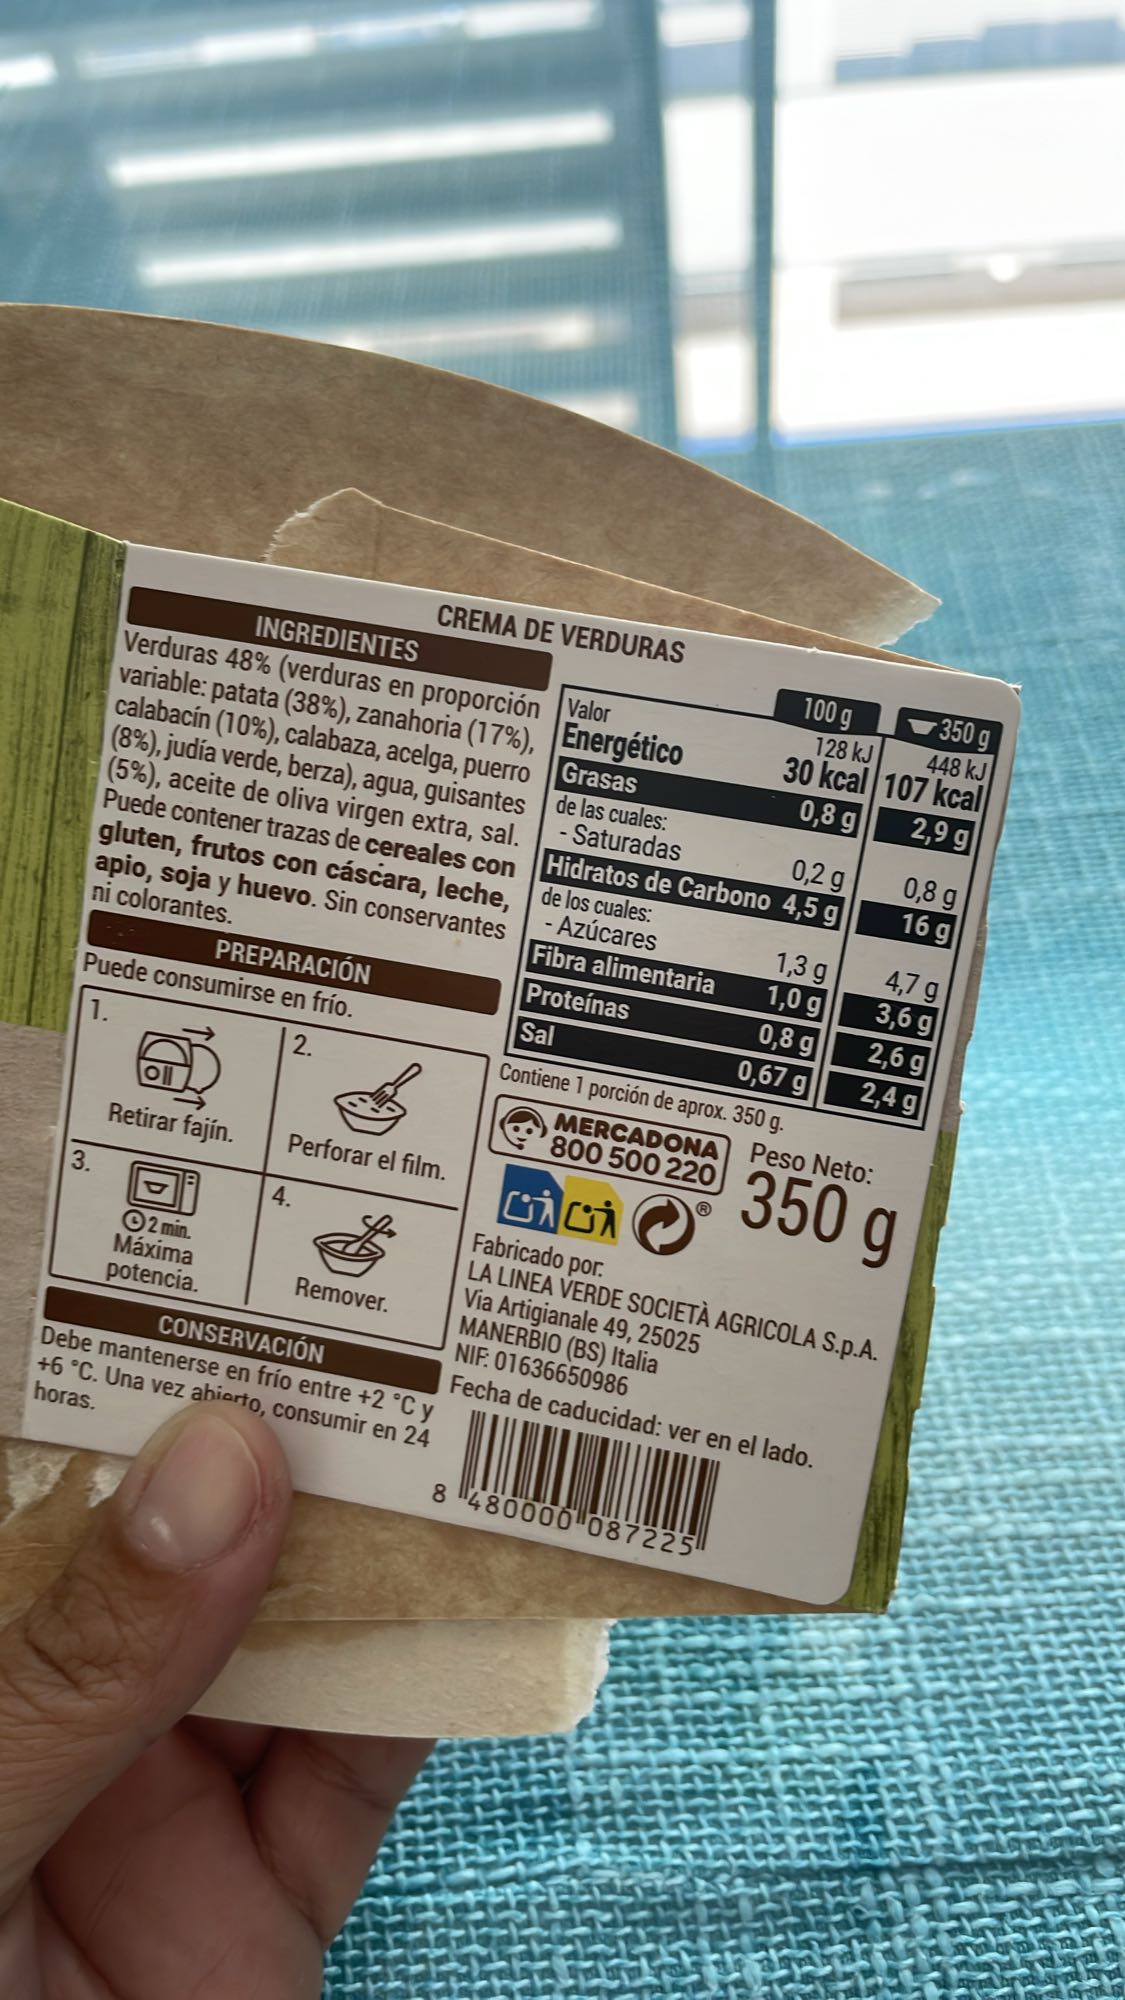 CREMA DE VERDURAS
INGREDIENTES
Verduras 48% (verduras en proporción
variable: patata (38%), zanahoria (17%),
calabacín (10%), calabaza, acelga, puerro
(8%), judía verde, berza), agua, guisantes
(5%), aceite de oliva virgen extra, sal.
Puede contener trazas de cereales con
gluten, frutos con cáscara, leche,
apio, soja y huevo. Sin conservantes
ni colorantes.
PREPARACIÓN
Puede consumirse en frío.
1.
Retirar fajín.
2.
Perforar el film.
3.
2 min.
Máxima
potencia.
4.
Remover.
CONSERVACIÓN
Debe mantenerse en frío entre +2 °C y
+6 °C. Una vez abierto, consumir en 24
horas.
100 g 350 g
Valor 128 kJ 448 kJ
Energético 30 kcal 107 kcal
Grasas 0,8 g 2,9 g
de las cuales:
- Saturadas 0,2 g 0,8 g
Hidratos de Carbono 4,5 g 16 g
de los cuales:
- Azúcares 1,3 g 4,7 g
Fibra alimentaria 1,0 g 3,6 g
Proteínas 0,8 g 2,6 g
Sal 0,67 g 2,4 g
Contiene 1 porción de aprox. 350 g.
MERCADONA
800 500 220
Peso Neto:
350 g
®
Fabricado por:
LA LINEA VERDE SOCIETÀ AGRICOLA S.p.A.
Via Artigianale 49, 25025
MANERBIO (BS) Italia
NIF: 01636650986
Fecha de caducidad: ver en el lado.
8 480000 087225